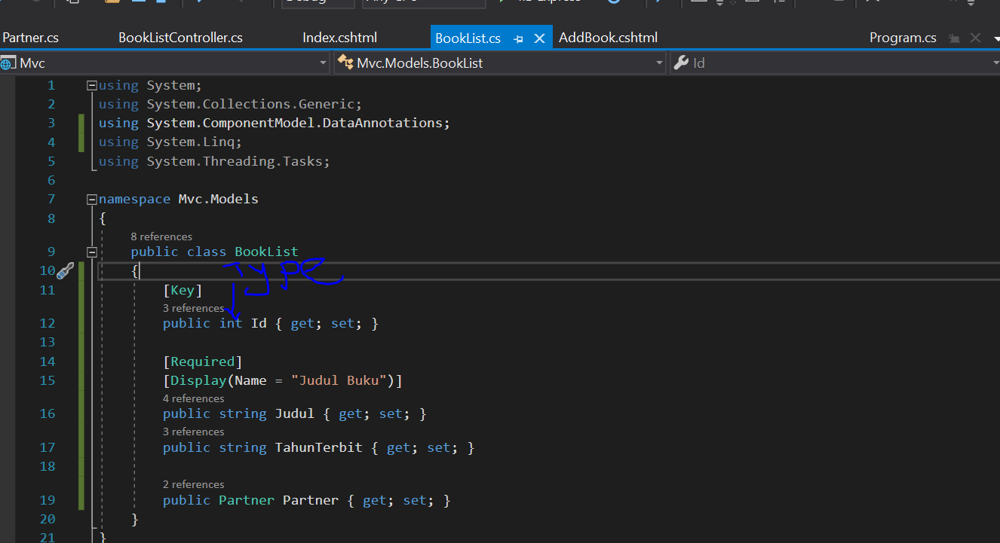 Partner.cs BookListController.cs Index.cshtml BookList.cs AddBook.cshtml Program.cs
Mvc Mvc.Models.BookList Id
1 using System;
2 using System.Collections.Generic;
3 using System.ComponentModel.DataAnnotations;
4 using System.Linq;
5 using System.Threading.Tasks;
6
7 namespace Mvc.Models
8 {
8 references
9 public class BookList
Type
10 {
11 [Key]
3 references
12 public int Id { get; set; }
13
14 [Required]
15 [Display(Name = "Judul Buku")]
4 references
16 public string Judul { get; set; }
3 references
17 public string TahunTerbit { get; set; }
18
2 references
19 public Partner Partner { get; set; }
20 }
21 }